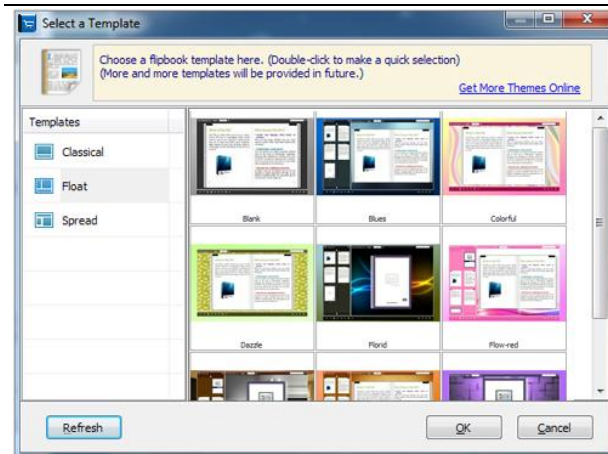 Select a Template
Choose a flipbook template here. (Double-click to make a quick selection)
(More and more templates will be provided in future.)
Get More Themes Online
Templates
Classical
Float
Spread
Blank
Blues
Colorful
Dazzle
Florid
Flow-red
Refresh
OK
Cancel